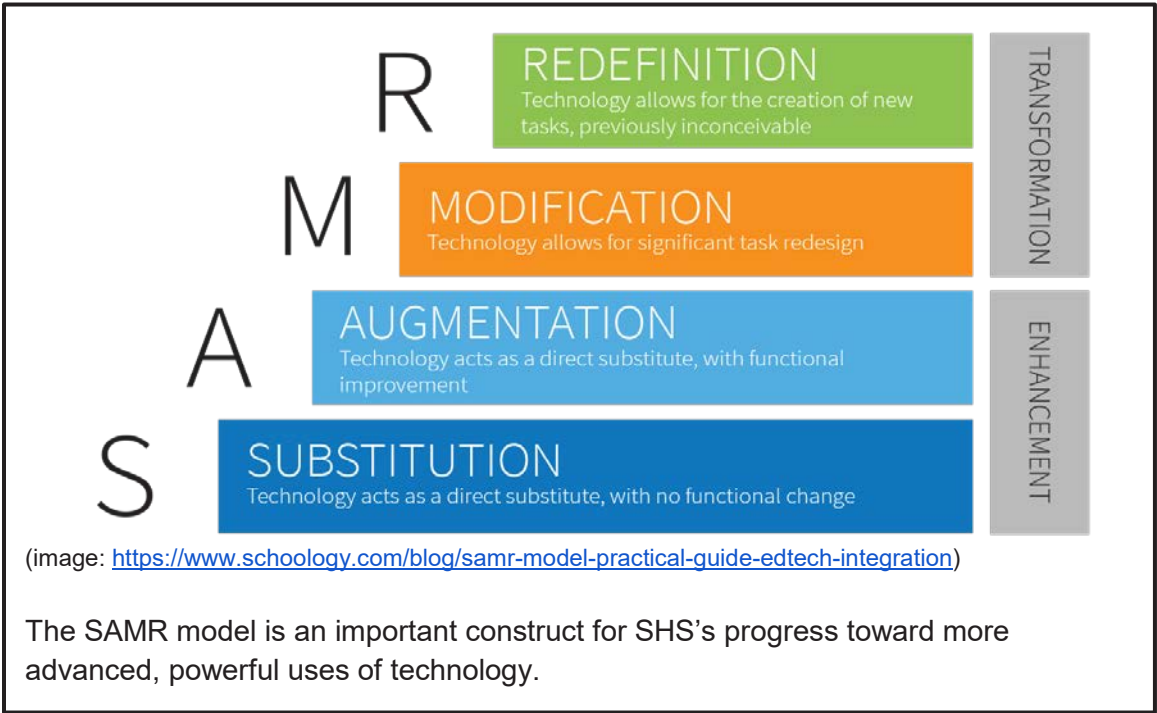 R
REDEFINITION
Technology allows for the creation of new
tasks, previously inconceivable
M
MODIFICATION
Technology allows for significant task redesign
TRANSFORMATION
A
AUGMENTATION
Technology acts as a direct substitute, with functional
improvement
S
SUBSTITUTION
Technology acts as a direct substitute, with no functional change
ENHANCEMENT
(image: https://www.schoology.com/blog/samr-model-practical-guide-edtech-integration)
The SAMR model is an important construct for SHS’s progress toward more
advanced, powerful uses of technology.